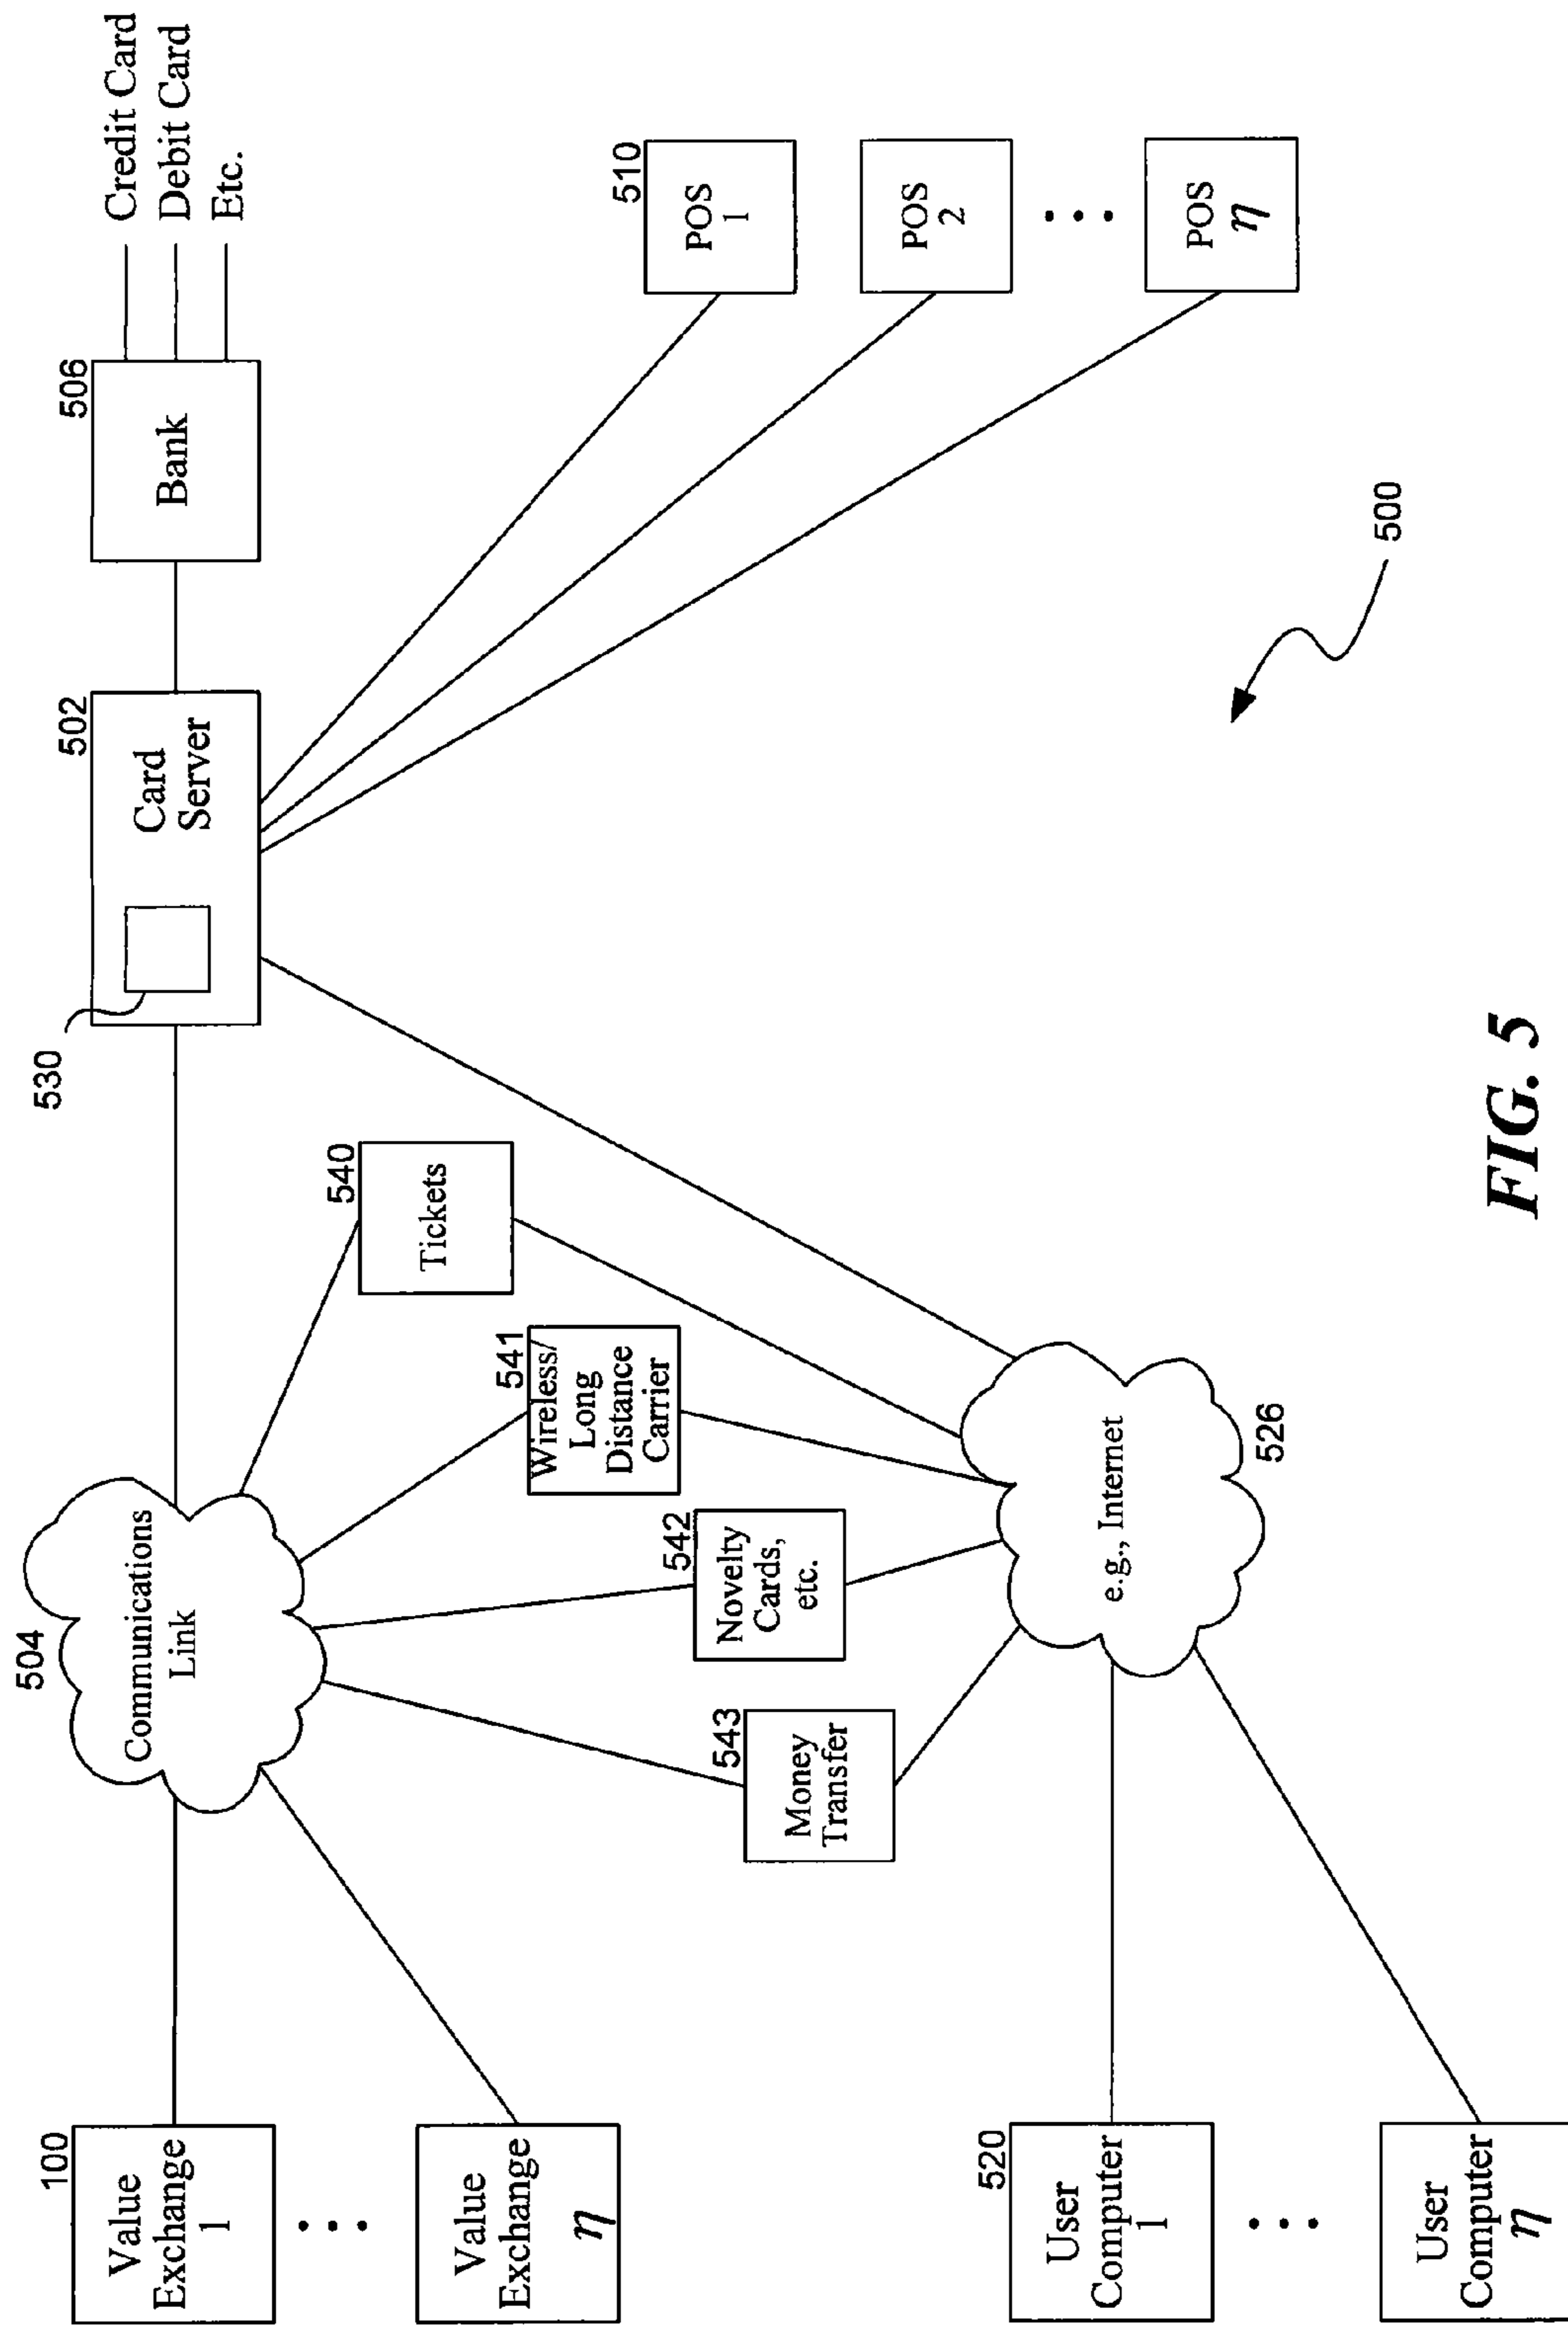 100
Value
Exchange
1
Value
Exchange
η
504
Communications
Link
530
502
Card
Server
506
Bank
Credit Card
Debit Card
Etc.
540
Tickets
541
Wireless/
Long
Distance
Carrier
542
Novelty
Cards,
etc.
543
Money
Transfer
510
POS
1
POS
2
POS
η
520
User
Computer
1
User
Computer
η
e.g., Internet
526
500
FIG. 5